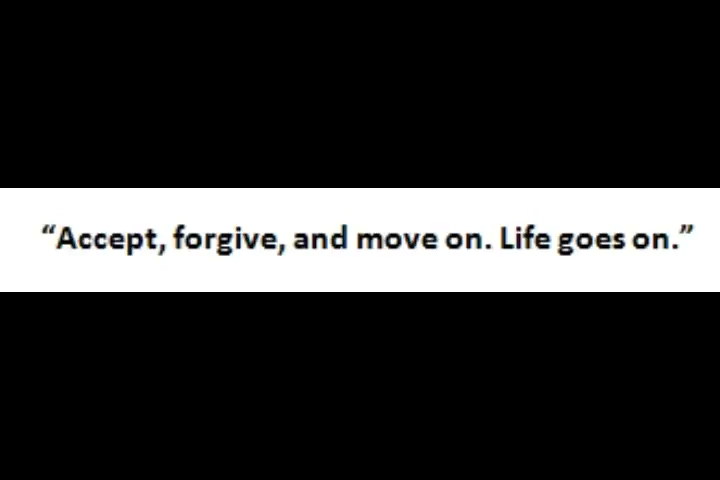 “Accept, forgive, and move on. Life goes on.”